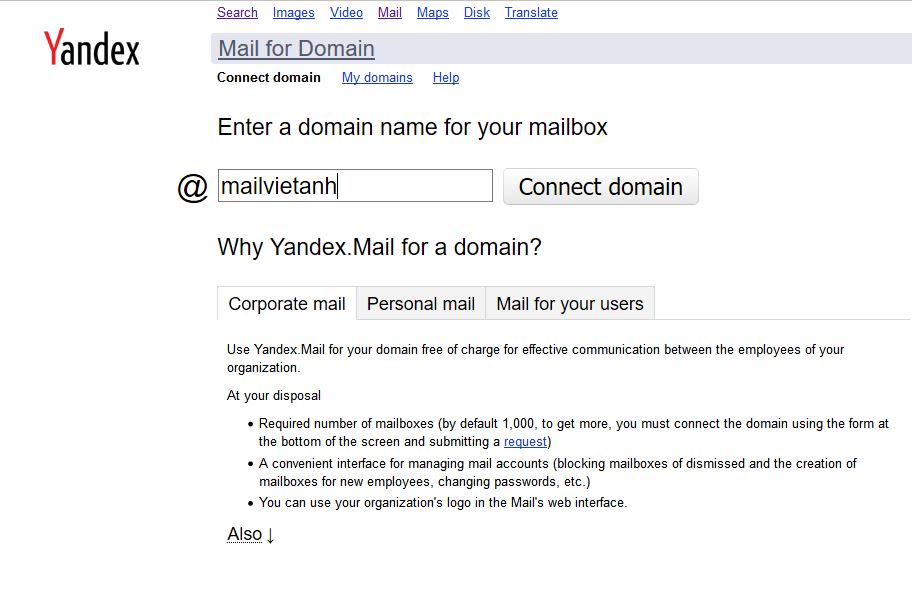 Search Images Video Mail Maps Disk Translate
Yandex
Mail for Domain
Connect domain My domains Help
Enter a domain name for your mailbox
@ mailvietanh Connect domain
Why Yandex.Mail for a domain?
Corporate mail Personal mail Mail for your users
Use Yandex.Mail for your domain free of charge for effective communication between the employees of your
organization.
At your disposal
• Required number of mailboxes (by default 1,000, to get more, you must connect the domain using the form at
the bottom of the screen and submitting a request)
• A convenient interface for managing mail accounts (blocking mailboxes of dismissed and the creation of
mailboxes for new employees, changing passwords, etc.)
• You can use your organization's logo in the Mail's web interface.
Also ↓